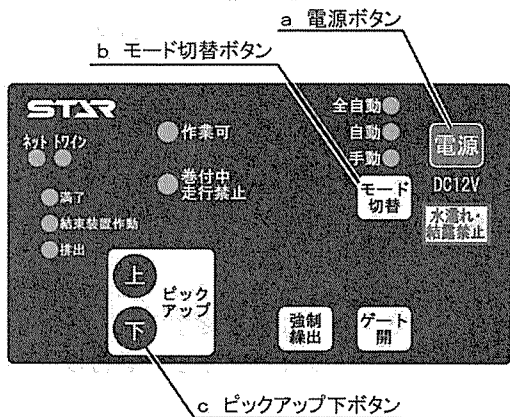 a 電源ボタン
b モード切替ボタン
STAR
ネット トワイン
作業可
全自動
自動
手動
電源
DC12V
満了
巻付中
走行禁止
モード
切替
結束装置作動
水濡れ・
結露禁止
排出
上
下
ピック
アップ
強制
繰出
ゲート
開
c ピックアップ下ボタン